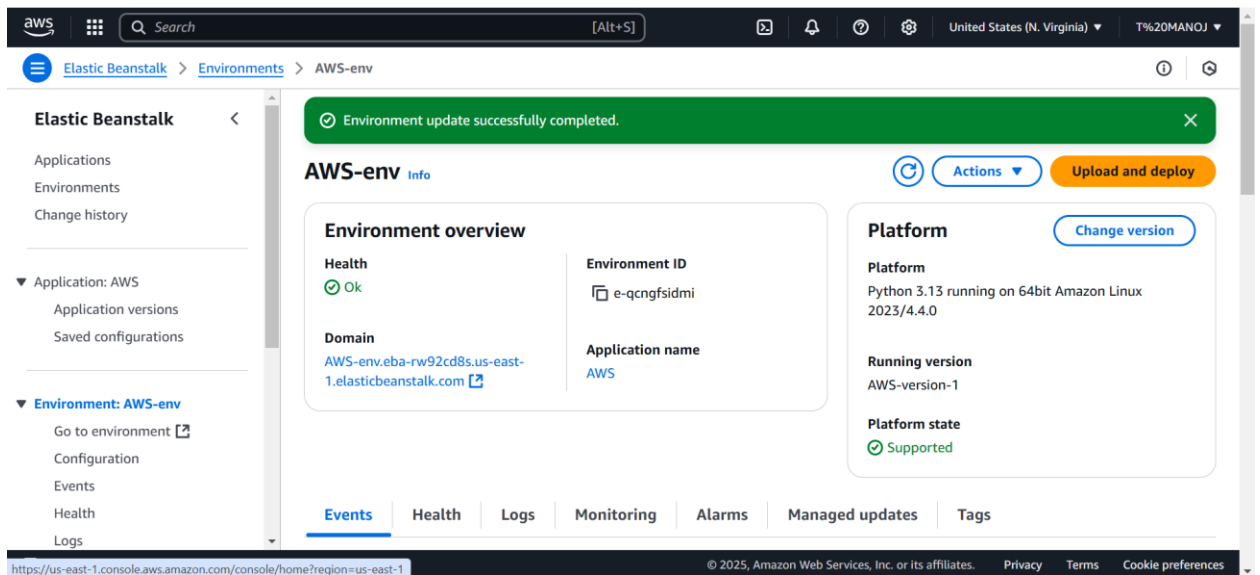 aws
Search [Alt+S]
United States (N. Virginia) ▼ T%20MANOJ ▼
Elastic Beanstalk > Environments > AWS-env
Elastic Beanstalk
Applications
Environments
Change history
Application: AWS
Application versions
Saved configurations
Environment: AWS-env
Go to environment
Configuration
Events
Health
Logs
Environment update successfully completed.
AWS-env Info
Actions ▼ Upload and deploy
Environment overview
Health
Ok
Environment ID
e-qcngfsidmi
Domain
AWS-env.eba-rw92cd8s.us-east-
1.elasticbeanstalk.com
Application name
AWS
Platform
Change version
Platform
Python 3.13 running on 64bit Amazon Linux
2023/4.4.0
Running version
AWS-version-1
Platform state
Supported
Events Health Logs Monitoring Alarms Managed updates Tags
https://us-east-1.console.aws.amazon.com/console/home?region=us-east-1
© 2025, Amazon Web Services, Inc. or its affiliates. Privacy Terms Cookie preferences